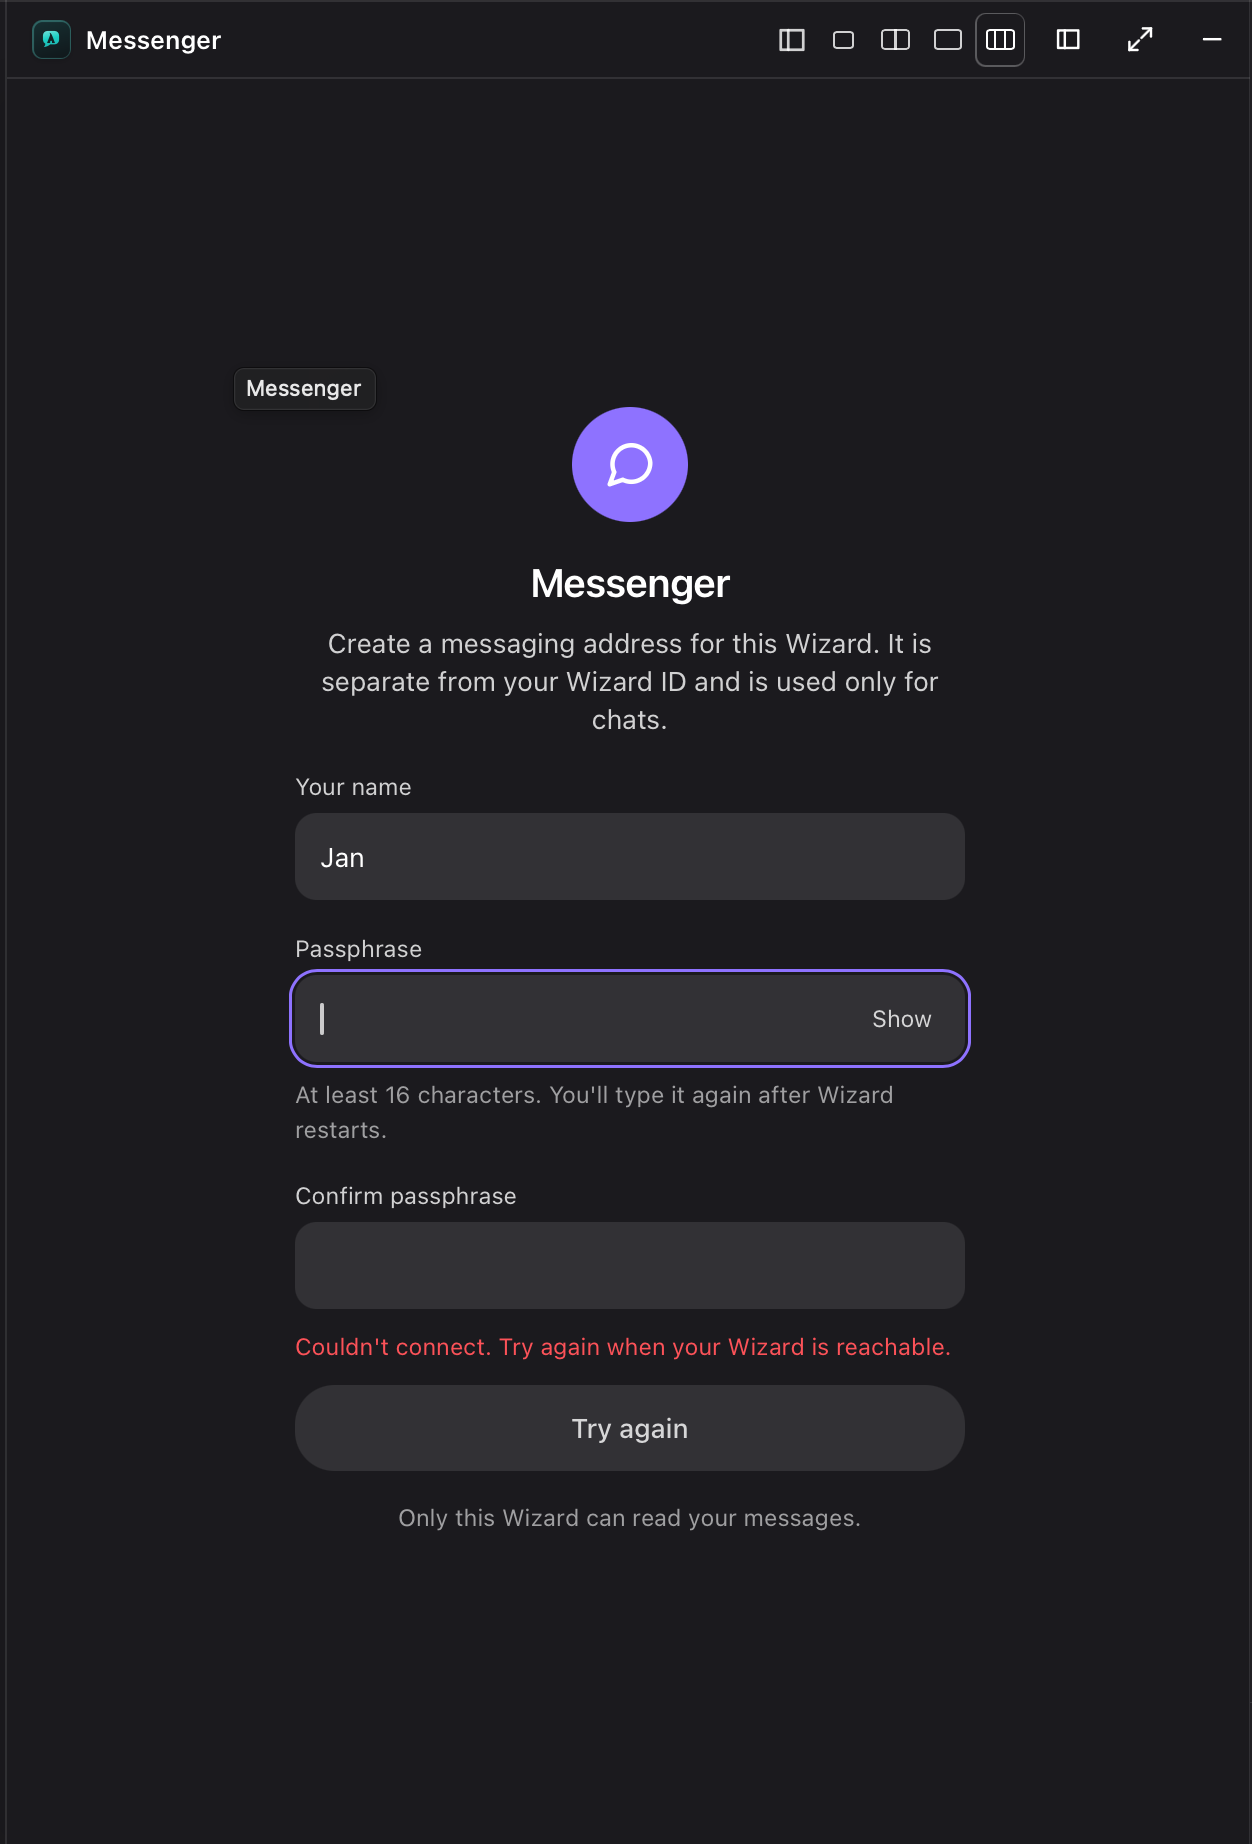 Messenger
Messenger
Messenger
Create a messaging address for this Wizard. It is
separate from your Wizard ID and is used only for
chats.
Your name
Jan
Passphrase
Show
At least 16 characters. You'll type it again after Wizard
restarts.
Confirm passphrase
Couldn't connect. Try again when your Wizard is reachable.
Try again
Only this Wizard can read your messages.